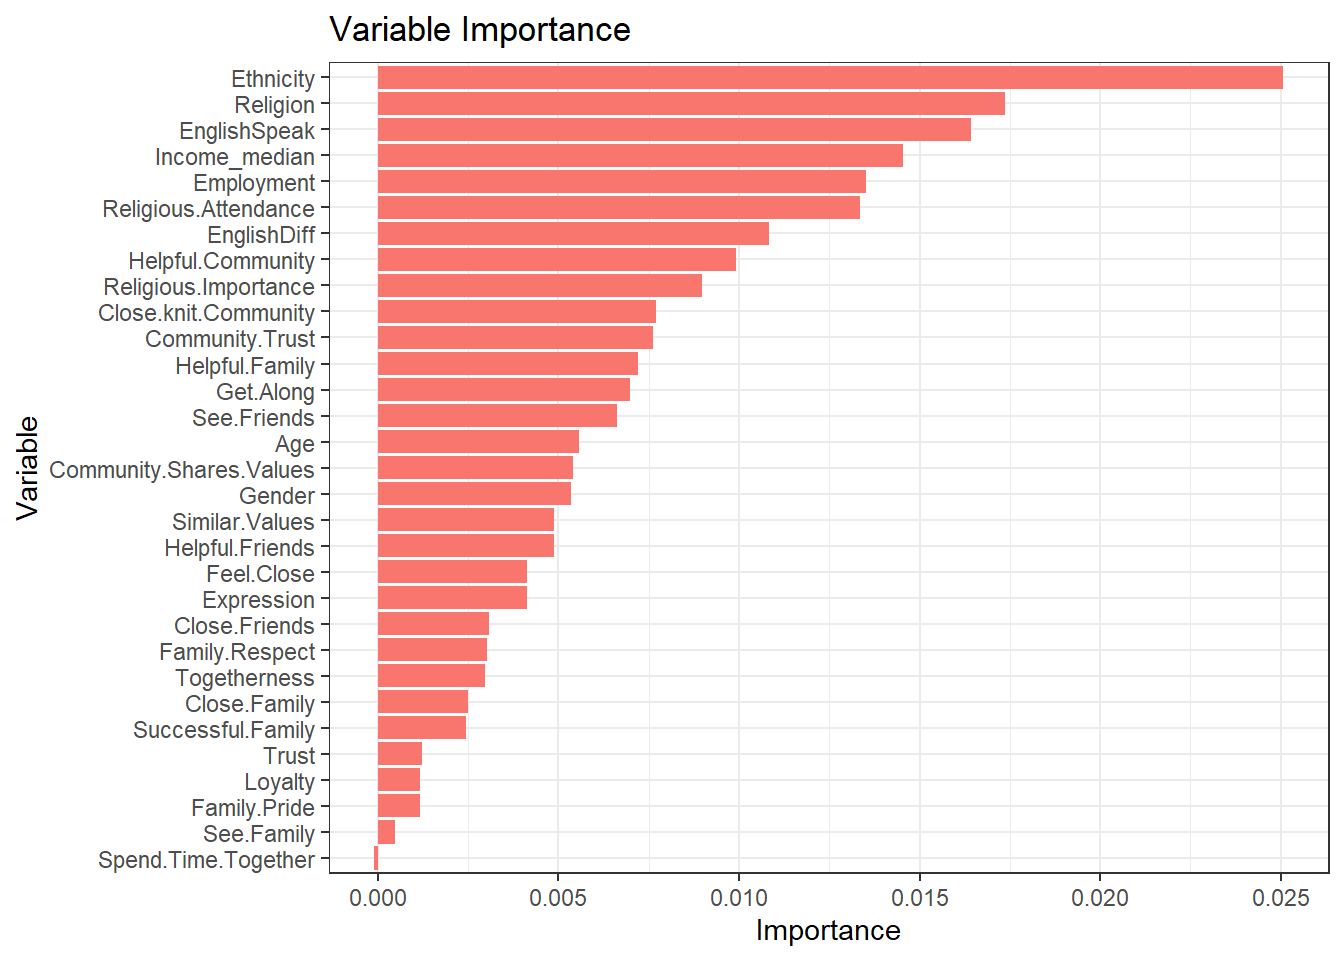 Variable Importance
Ethnicity
Religion
EnglishSpeak
Income_median
Employment
Religious.Attendance
EnglishDiff
Helpful.Community
Religious.Importance
Close.knit.Community
Community.Trust
Helpful.Family
Get.Along
See.Friends
Age
Community.Shares.Values
Gender
Similar.Values
Helpful.Friends
Feel.Close
Expression
Close.Friends
Family.Respect
Togetherness
Close.Family
Successful.Family
Trust
Loyalty
Family.Pride
See.Family
Spend.Time.Together
Variable
0.000 0.005 0.010 0.015 0.020 0.025
Importance